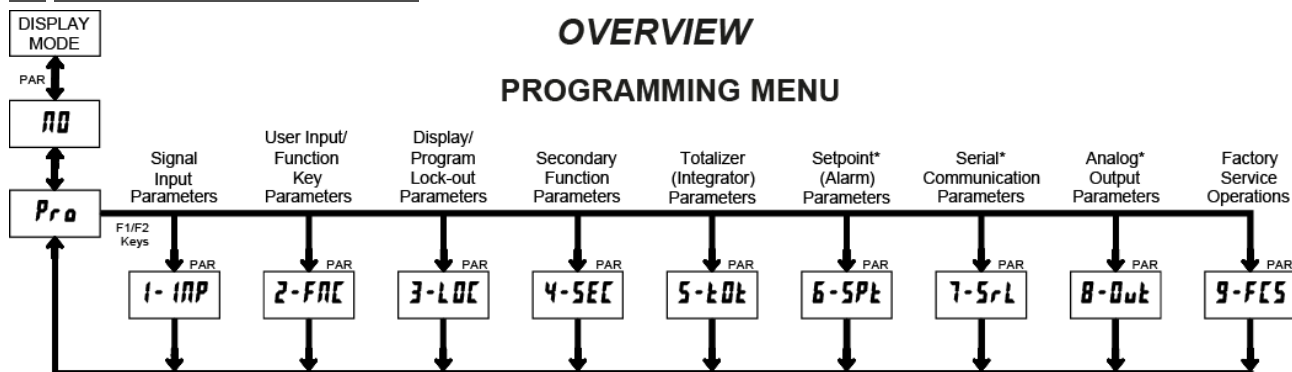 DISPLAY
MODE
OVERVIEW
PAR
PROGRAMMING MENU
NO
Pro
F1/F2
Keys
Signal
Input
Parameters
User Input/
Function
Key
Parameters
Display/
Program
Lock-out
Parameters
Secondary
Function
Parameters
Totalizer
(Integrator)
Parameters
Setpoint*
(Alarm)
Parameters
Serial*
Communication
Parameters
Analog*
Output
Parameters
Factory
Service
Operations
PAR
PAR
PAR
PAR
PAR
PAR
PAR
PAR
PAR
1-INP
2-FNC
3-LOC
4-SEC
5-tOt
6-SPt
7-SrL
8-Out
9-FCS